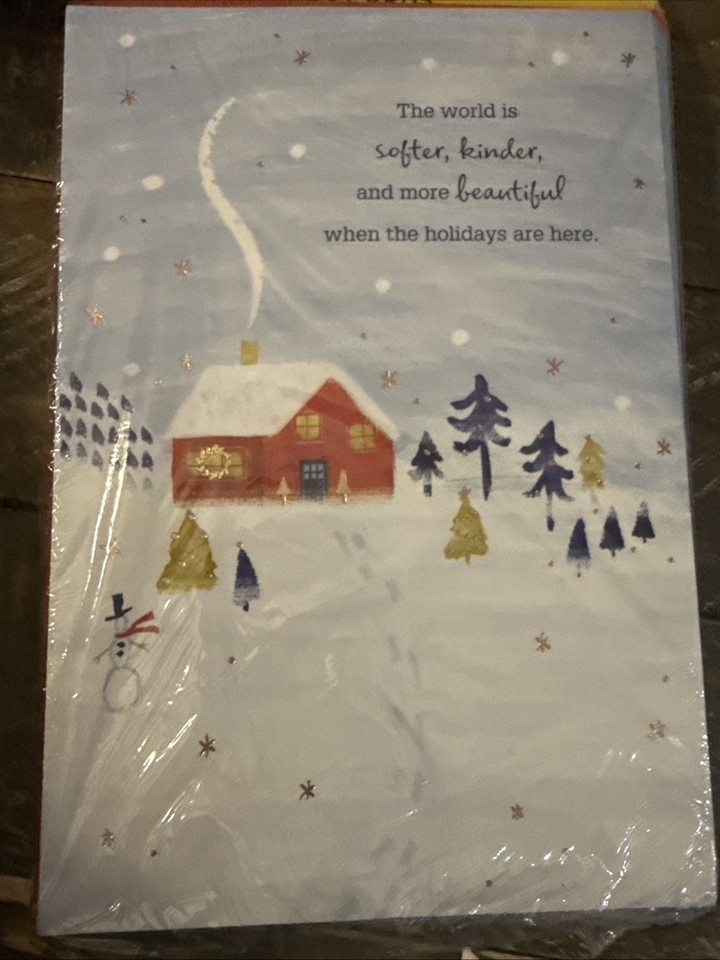 The world is
softer, kinder,
and more beautiful
when the holidays are here.